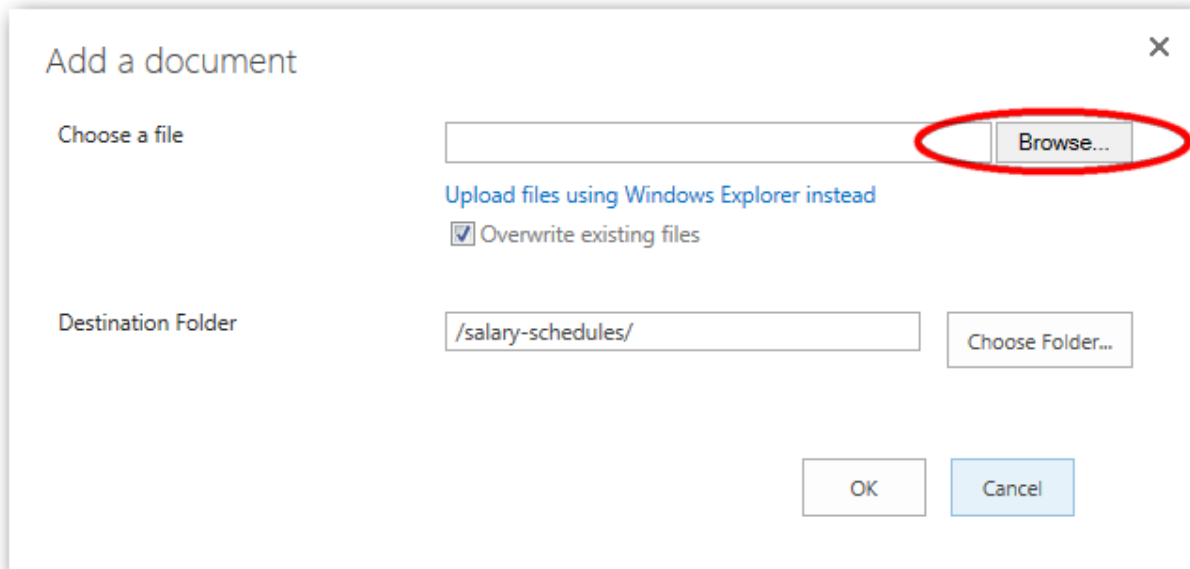 Add a document
Choose a file
Browse...
Upload files using Windows Explorer instead
Overwrite existing files
Destination Folder
/salary-schedules/
Choose Folder...
OK
Cancel